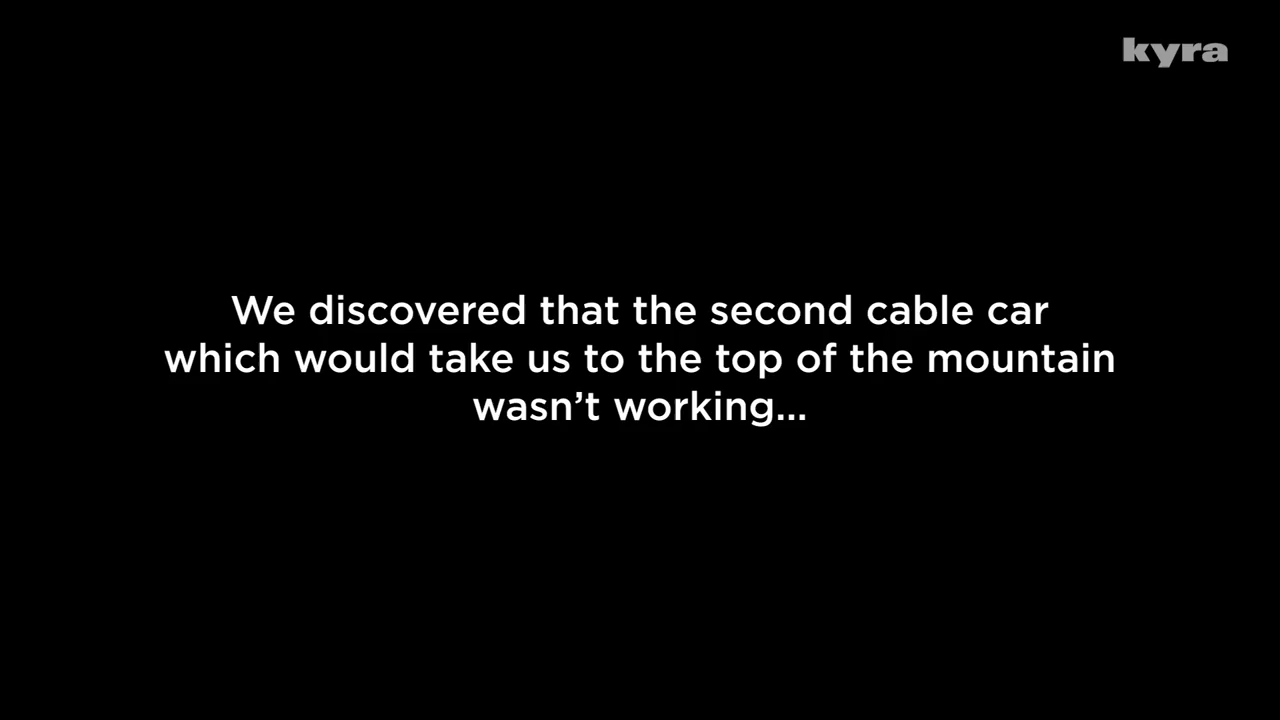 kyra
We discovered that the second cable car
which would take us to the top of the mountain
wasn’t working...